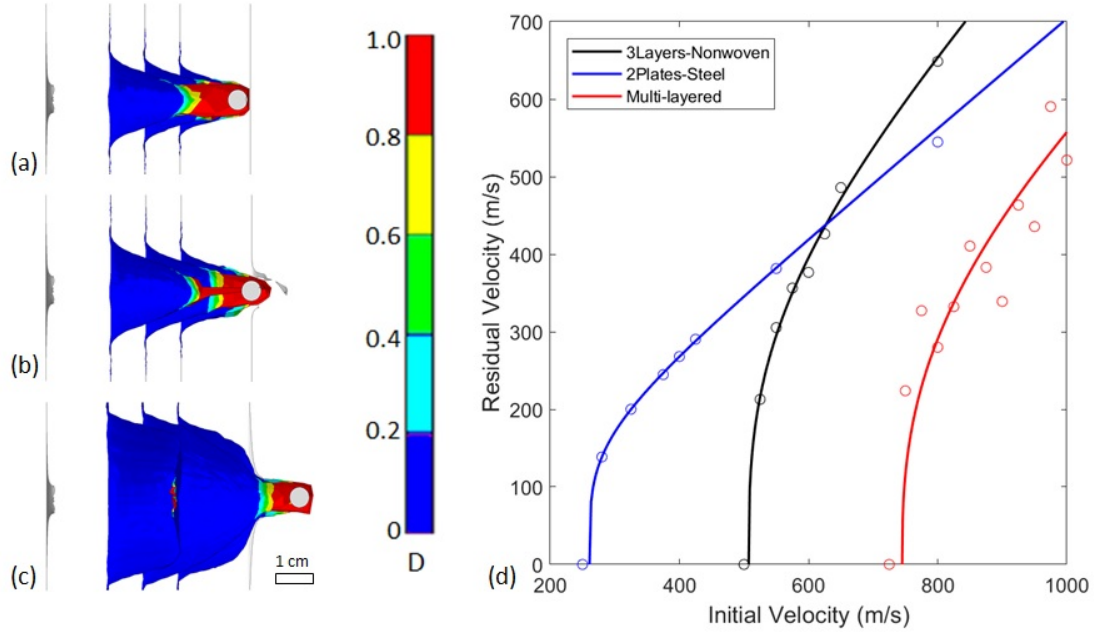 (a)
(b)
(c)
1 cm
1.0
0.8
0.6
0.4
0.2
0
D
(d)
Residual Velocity (m/s)
700
600
500
400
300
200
100
0
3Layers-Nonwoven
2Plates-Steel
Multi-layered
200 400 600 800 1000
Initial Velocity (m/s)